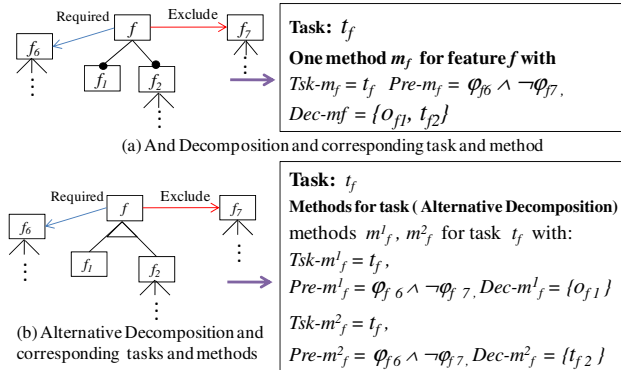 Required
f
Exclude
f6
f7
f1
f2
Task: tf
One method mf for feature f with
Tsk-mf = tf Pre-mf = φf6 ∧ ¬φf7 ,
Dec-mf = {of1, tf2}
(a) And Decomposition and corresponding task and method
Required
f
Exclude
f6
f7
f1
f2
(b) Alternative Decomposition and
corresponding tasks and methods
Task: tf
Methods for task ( Alternative Decomposition)
methods m¹f , m²f for task tf with:
Tsk-m¹f = tf ,
Pre-m¹f = φf 6 ∧ ¬φf 7 , Dec-m¹f = {of 1 }
Tsk-m²f = tf ,
Pre-m²f = φf6 ∧ ¬φf7 , Dec-m²f = {tf 2 }